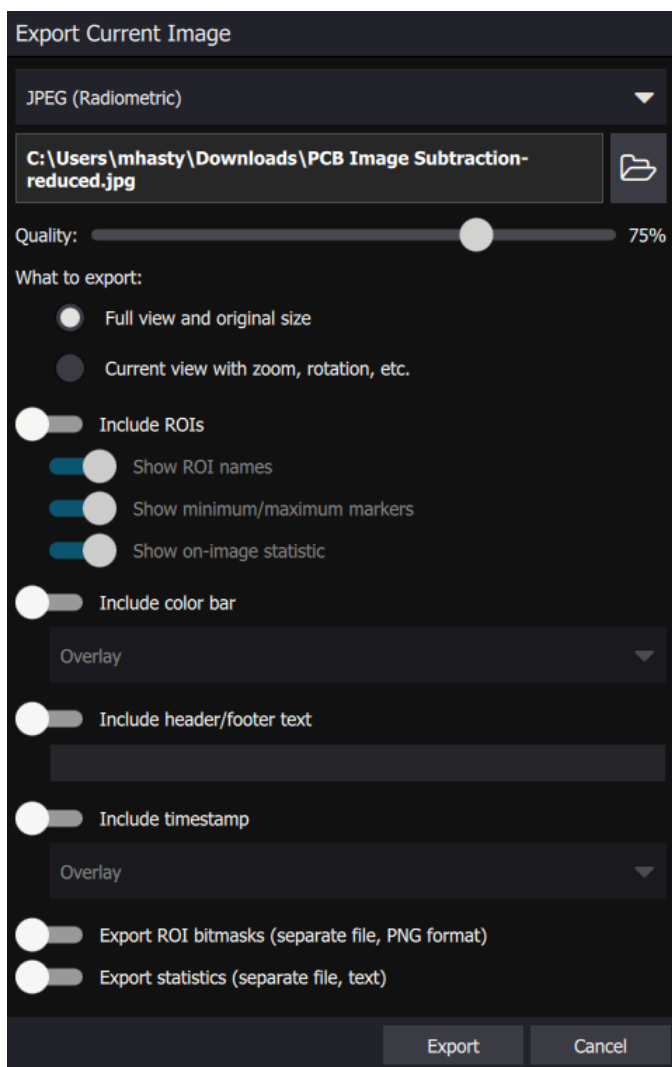 Export Current Image
JPEG (Radiometric)
C:\Users\mhasty\Downloads\PCB Image Subtraction-
reduced.jpg
Quality: 75%
What to export:
Full view and original size
Current view with zoom, rotation, etc.
Include ROIs
Show ROI names
Show minimum/maximum markers
Show on-image statistic
Include color bar
Overlay
Include header/footer text
Include timestamp
Overlay
Export ROI bitmasks (separate file, PNG format)
Export statistics (separate file, text)
Export Cancel